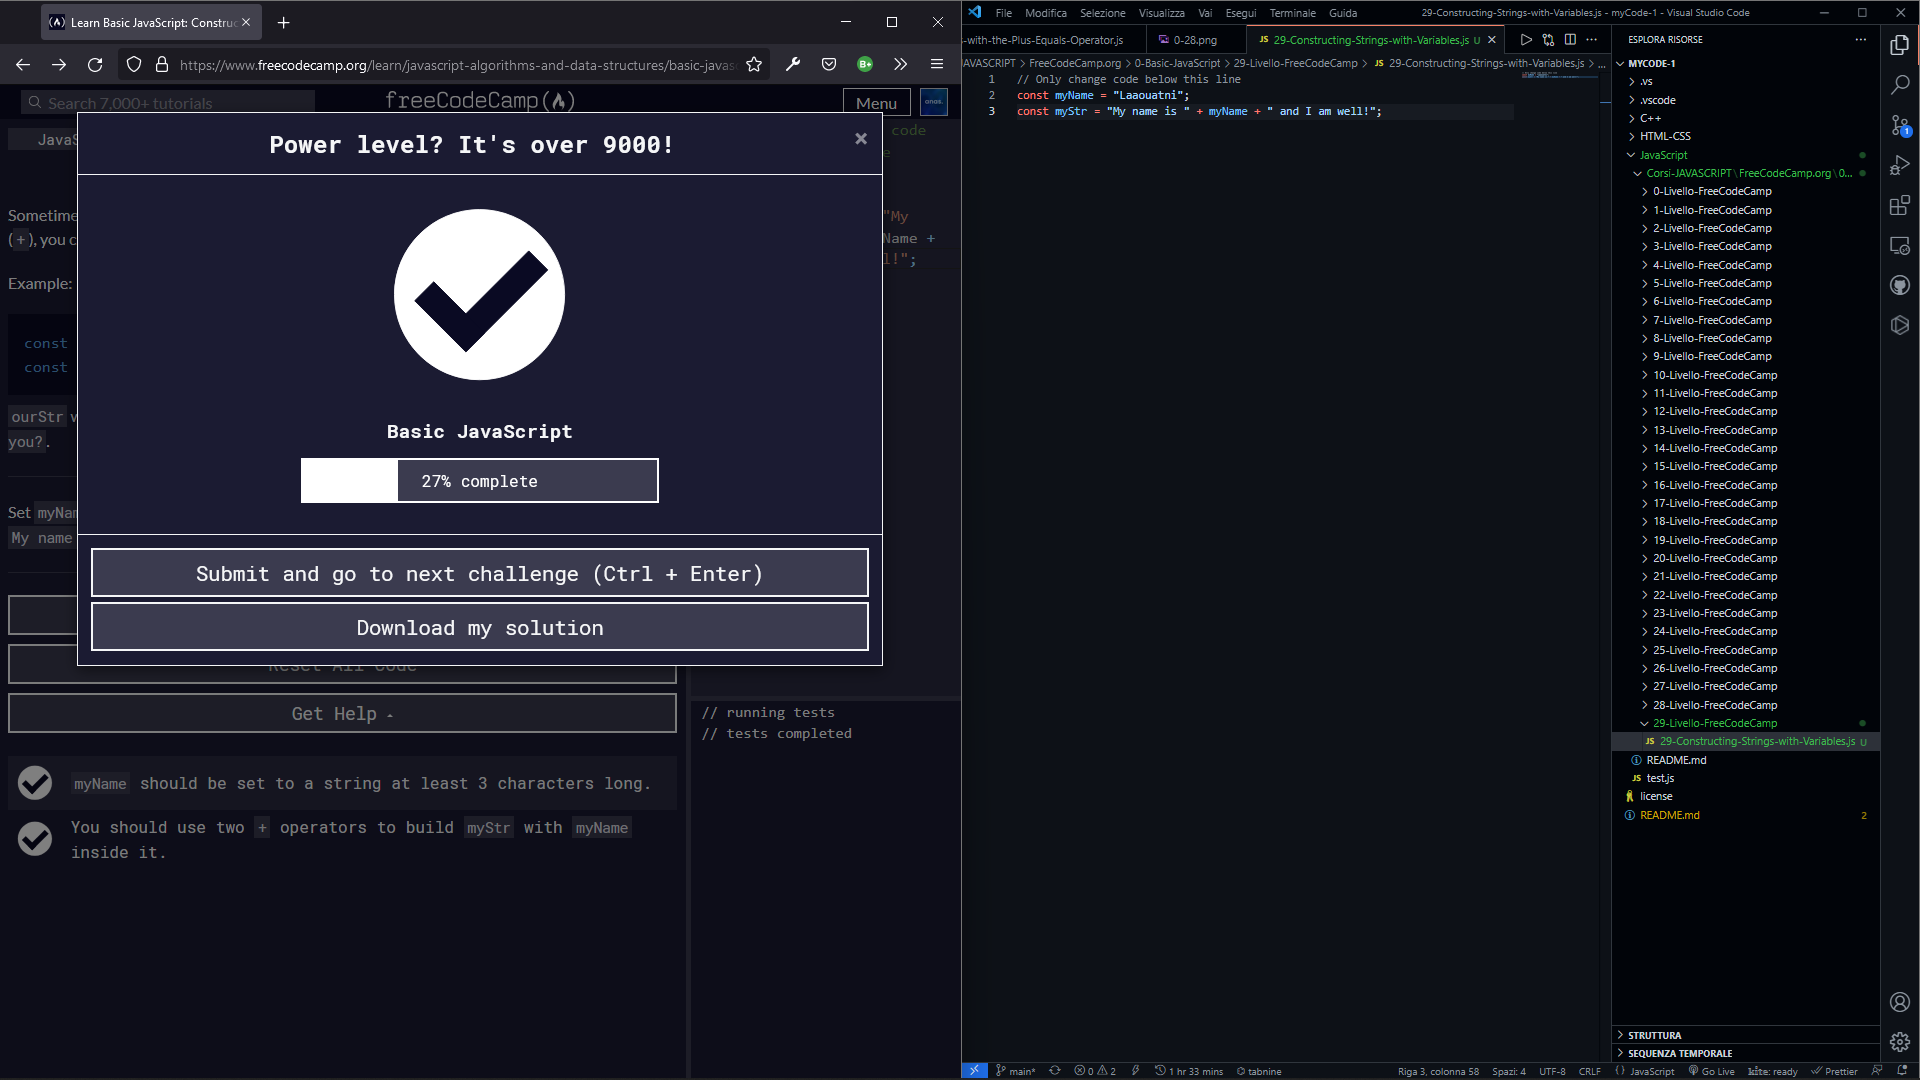 Learn Basic JavaScript: Construc
https://www.freecodecamp.org/learn/javascript-algorithms-and-data-structures/basic-javas
Search 7,000+ tutorials
freeCodeCamp
Menu
JavaS
code
Power level? It's over 9000!
Sometime
(+), you c
Example:
const
const
ourStr
you?.
"My
Name +
l!";
Basic JavaScript
27% complete
Set myNam
My name
Submit and go to next challenge (Ctrl + Enter)
Download my solution
Reset All Code
Get Help
// running tests
// tests completed
myName should be set to a string at least 3 characters long.
You should use two + operators to build myStr with myName
inside it.
File Modifica Selezione Visualizza Vai Esegui Terminale Guida
29-Constructing-Strings-with-Variables.js - myCode-1 - Visual Studio Code
-with-the-Plus-Equals-Operator.js
0-28.png
JS 29-Constructing-Strings-with-Variables.js U
JAVASCRIPT > FreeCodeCamp.org > 0-Basic-JavaScript > 29-Livello-FreeCodeCamp > JS 29-Constructing-Strings-with-Variables.js > ...
1 // Only change code below this line
2 const myName = "Laaouatni";
3 const myStr = "My name is " + myName + " and I am well!";
ESPLORA RISORSE
MYCODE-1
.vs
.vscode
C++
HTML-CSS
JavaScript
Corsi-JAVASCRIPT\FreeCodeCamp.org\0...
0-Livello-FreeCodeCamp
1-Livello-FreeCodeCamp
2-Livello-FreeCodeCamp
3-Livello-FreeCodeCamp
4-Livello-FreeCodeCamp
5-Livello-FreeCodeCamp
6-Livello-FreeCodeCamp
7-Livello-FreeCodeCamp
8-Livello-FreeCodeCamp
9-Livello-FreeCodeCamp
10-Livello-FreeCodeCamp
11-Livello-FreeCodeCamp
12-Livello-FreeCodeCamp
13-Livello-FreeCodeCamp
14-Livello-FreeCodeCamp
15-Livello-FreeCodeCamp
16-Livello-FreeCodeCamp
17-Livello-FreeCodeCamp
18-Livello-FreeCodeCamp
19-Livello-FreeCodeCamp
20-Livello-FreeCodeCamp
21-Livello-FreeCodeCamp
22-Livello-FreeCodeCamp
23-Livello-FreeCodeCamp
24-Livello-FreeCodeCamp
25-Livello-FreeCodeCamp
26-Livello-FreeCodeCamp
27-Livello-FreeCodeCamp
28-Livello-FreeCodeCamp
29-Livello-FreeCodeCamp
JS 29-Constructing-Strings-with-Variables.js U
README.md
JS test.js
license
README.md 2
1
STRUTTURA
SEQUENZA TEMPORALE
main* 0 2 1 hr 33 mins tabnine
Riga 3, colonna 58 Spazi: 4 UTF-8 CRLF JavaScript Go Live kite: ready Prettier